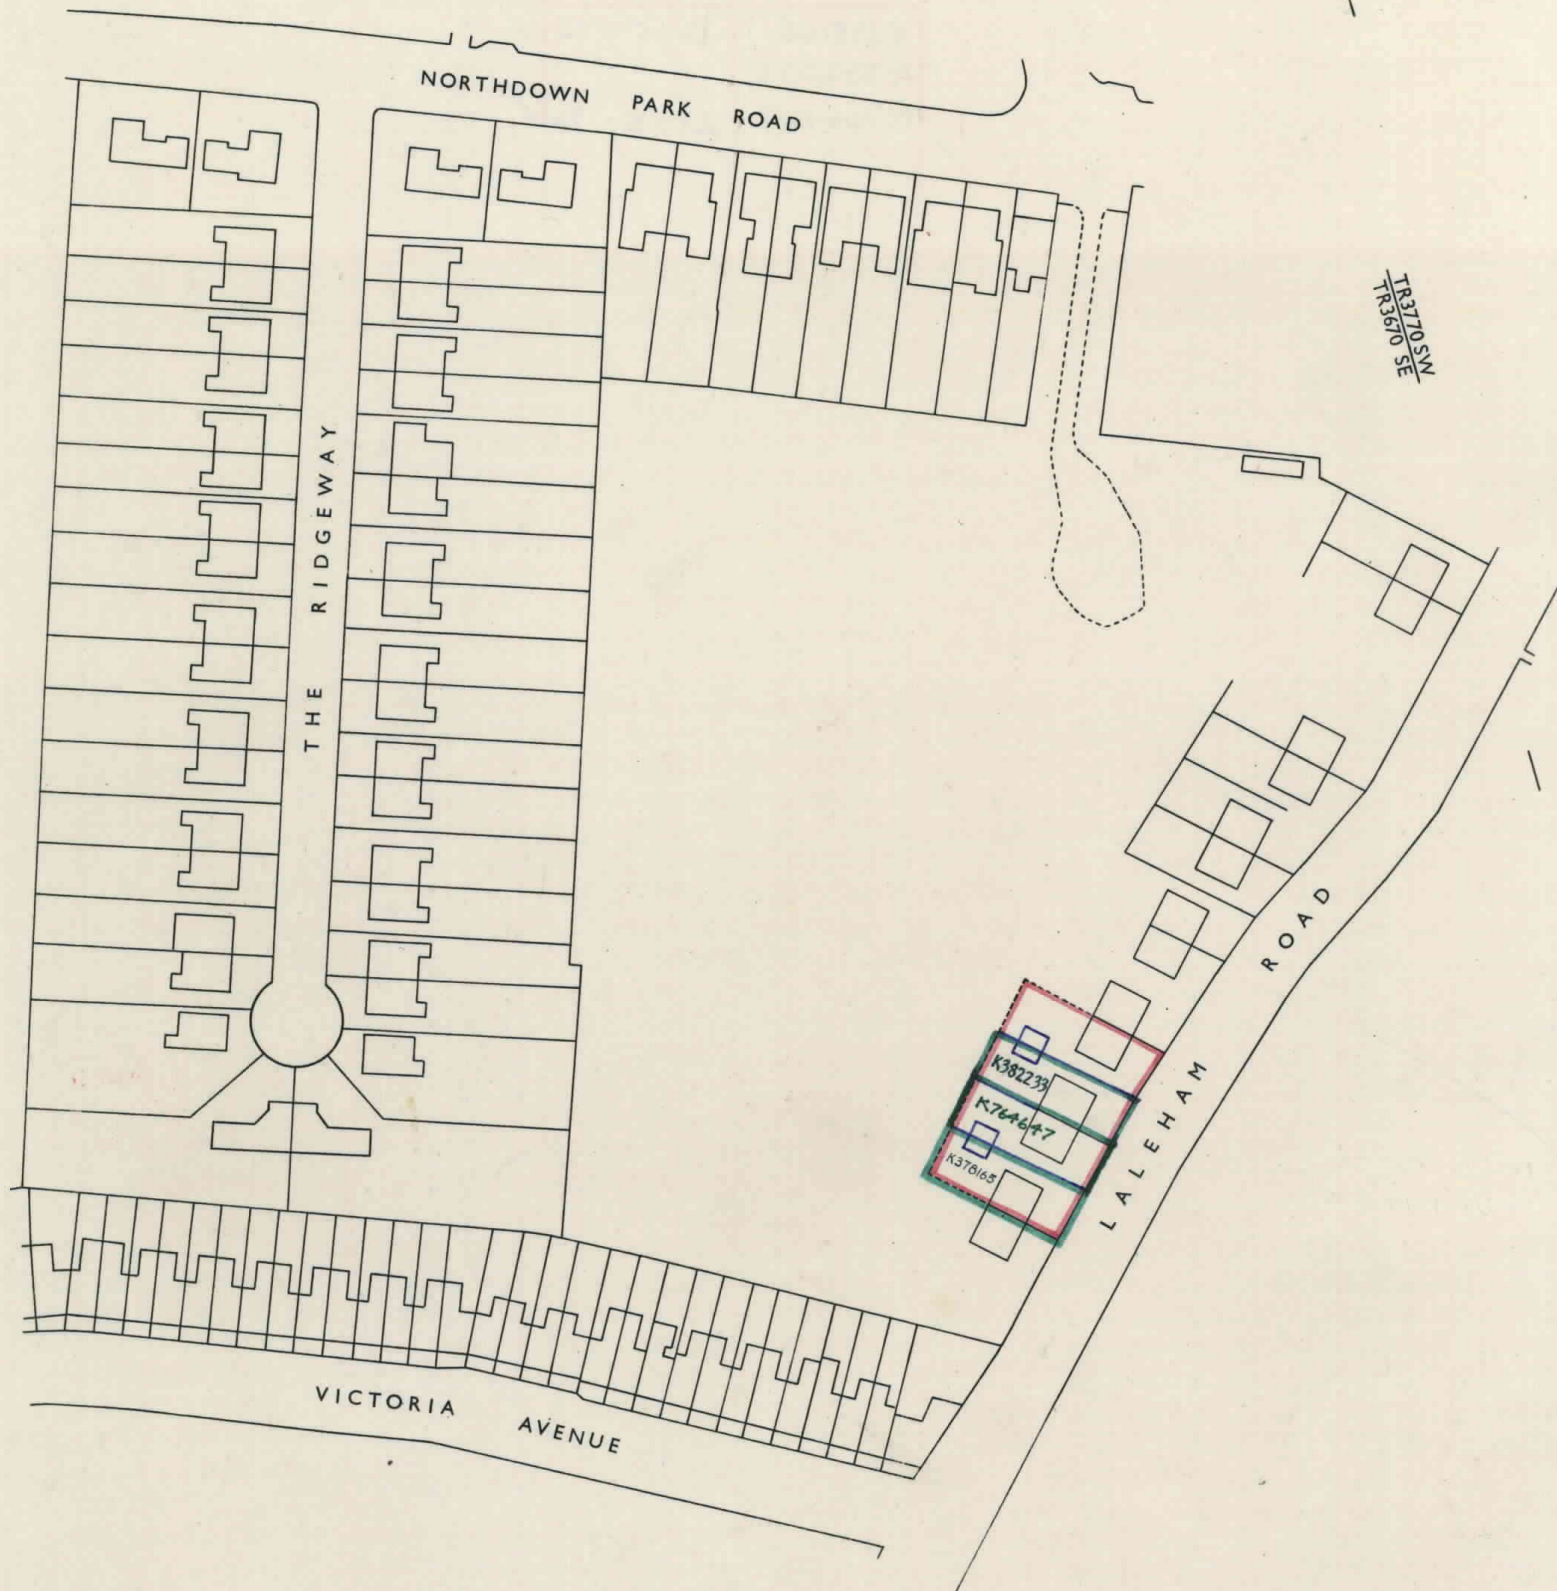 NORTHDOWN PARK ROAD
TR3770SW
TR3670 SE
THE RIDGEWAY
LALEHAM ROAD
K382233
K764647
K378165
VICTORIA AVENUE